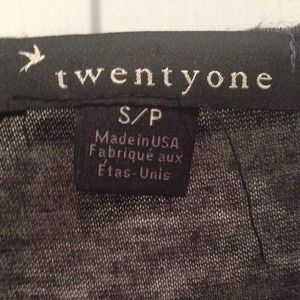 twentyone
S/P
Made in USA
Fabriqué aux
États-Unis